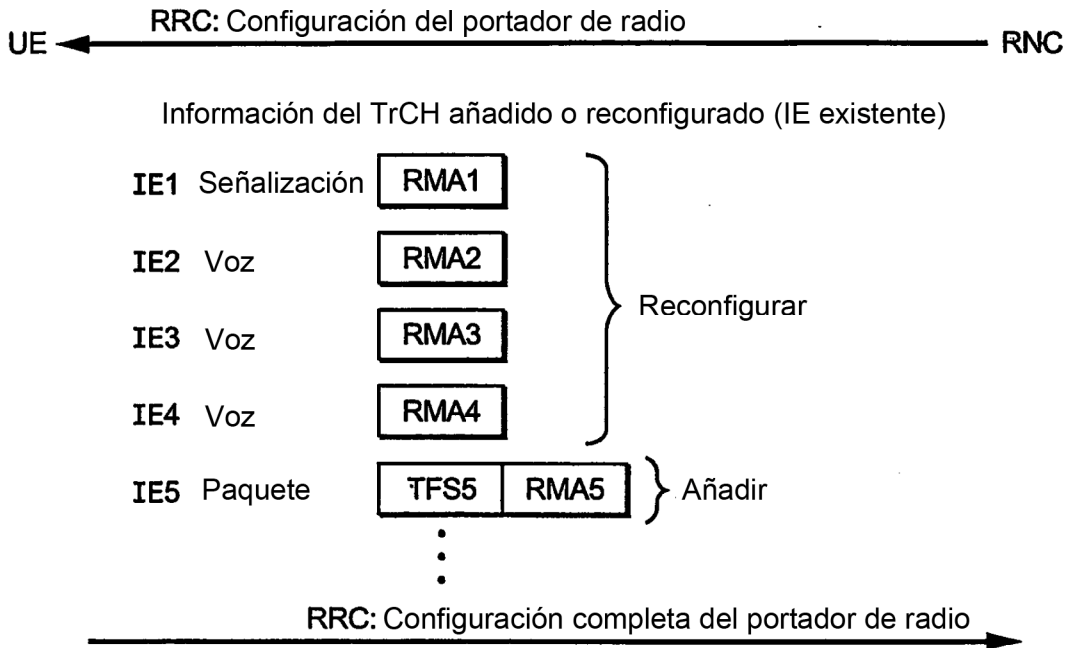 RRC: Configuración del portador de radio
UE RNC
Información del TrCH añadido o reconfigurado (IE existente)
IE1 Señalización RMA1
IE2 Voz RMA2
Reconfigurar
IE3 Voz RMA3
IE4 Voz RMA4
IE5 Paquete TFS5 RMA5 Añadir
RRC: Configuración completa del portador de radio